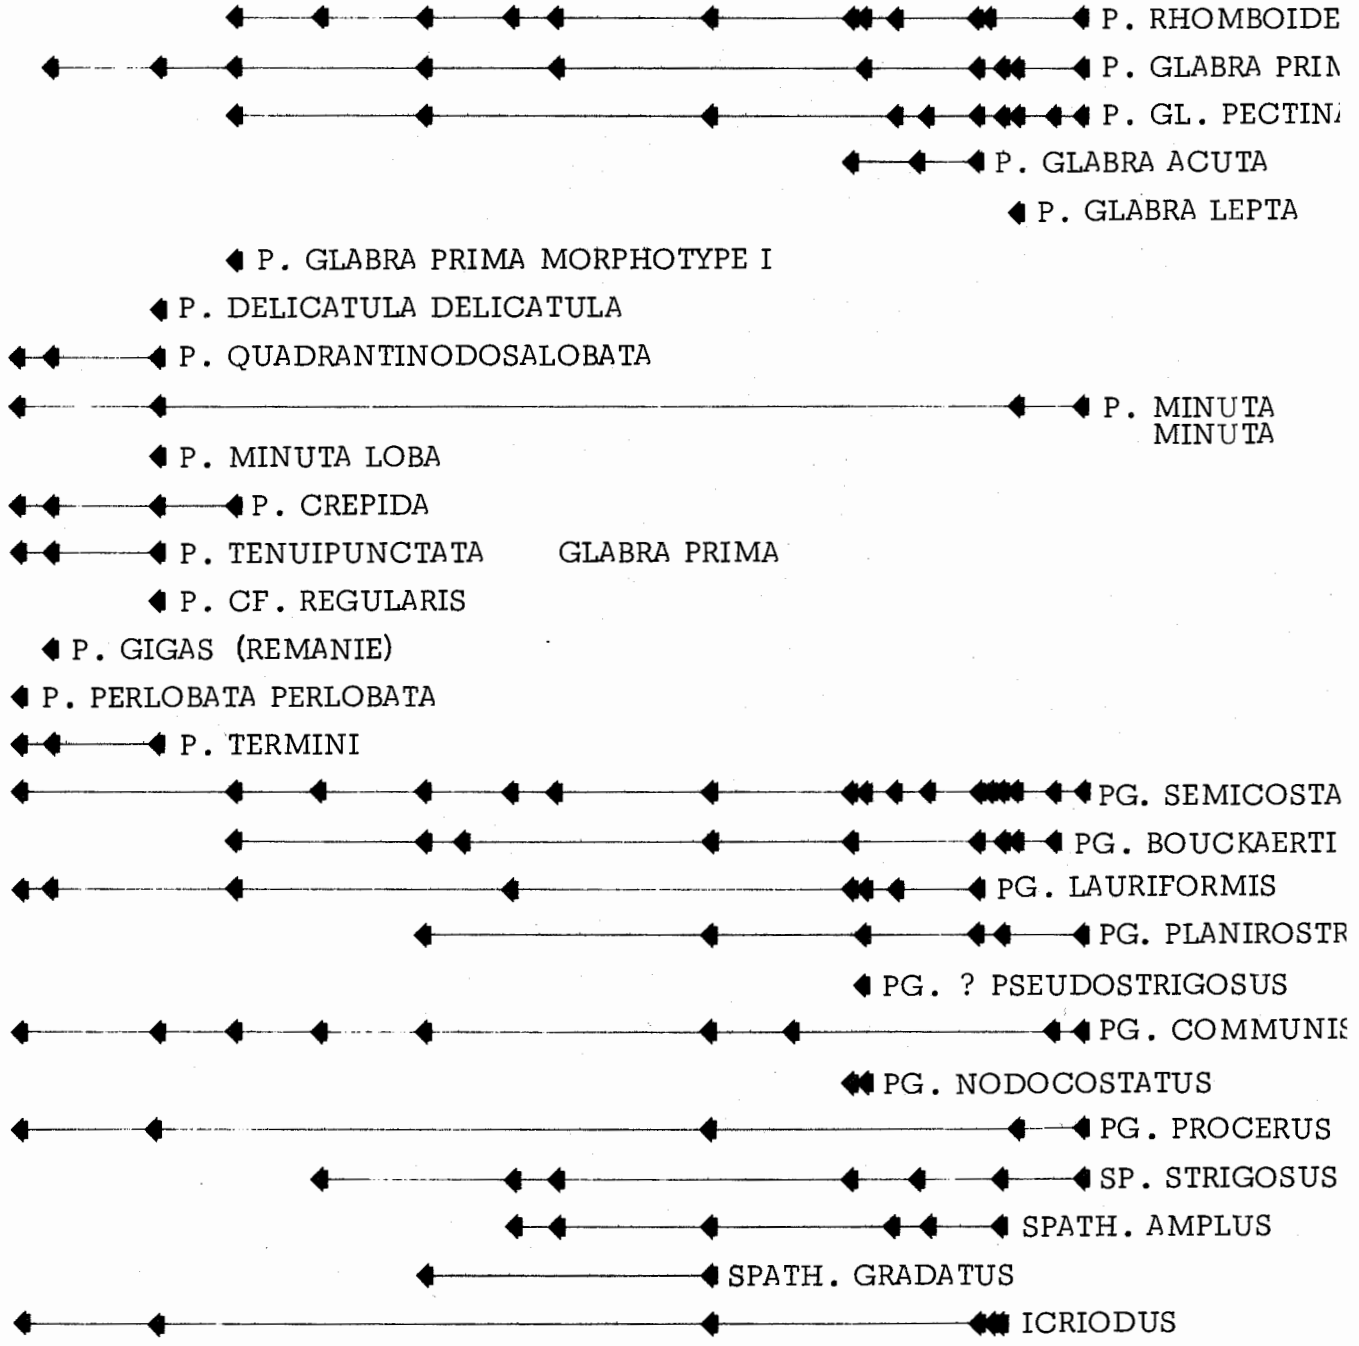 P. RHOMBOIDE
P. GLABRA PRIN
P. GL. PECTINA
P. GLABRA ACUTA
P. GLABRA LEPTA
P. GLABRA PRIMA MORPHOTYPE I
P. DELICATULA DELICATULA
P. QUADRANTINODOSALOBATA
P. MINUTA
MINUTA
P. MINUTA LOBA
P. CREPIDA
P. TENUIPUNCTATA GLABRA PRIMA
P. CF. REGULARIS
P. GIGAS (REMANIE)
P. PERLOBATA PERLOBATA
P. TERMINI
PG. SEMICOSTA
PG. BOUCKAERTI
PG. LAURIFORMIS
PG. PLANIROSTR
PG. ? PSEUDOSTRIGOSUS
PG. COMMUNIS
PG. NODOCOSTATUS
PG. PROCERUS
SP. STRIGOSUS
SPATH. AMPLUS
SPATH. GRADATUS
ICRIODUS